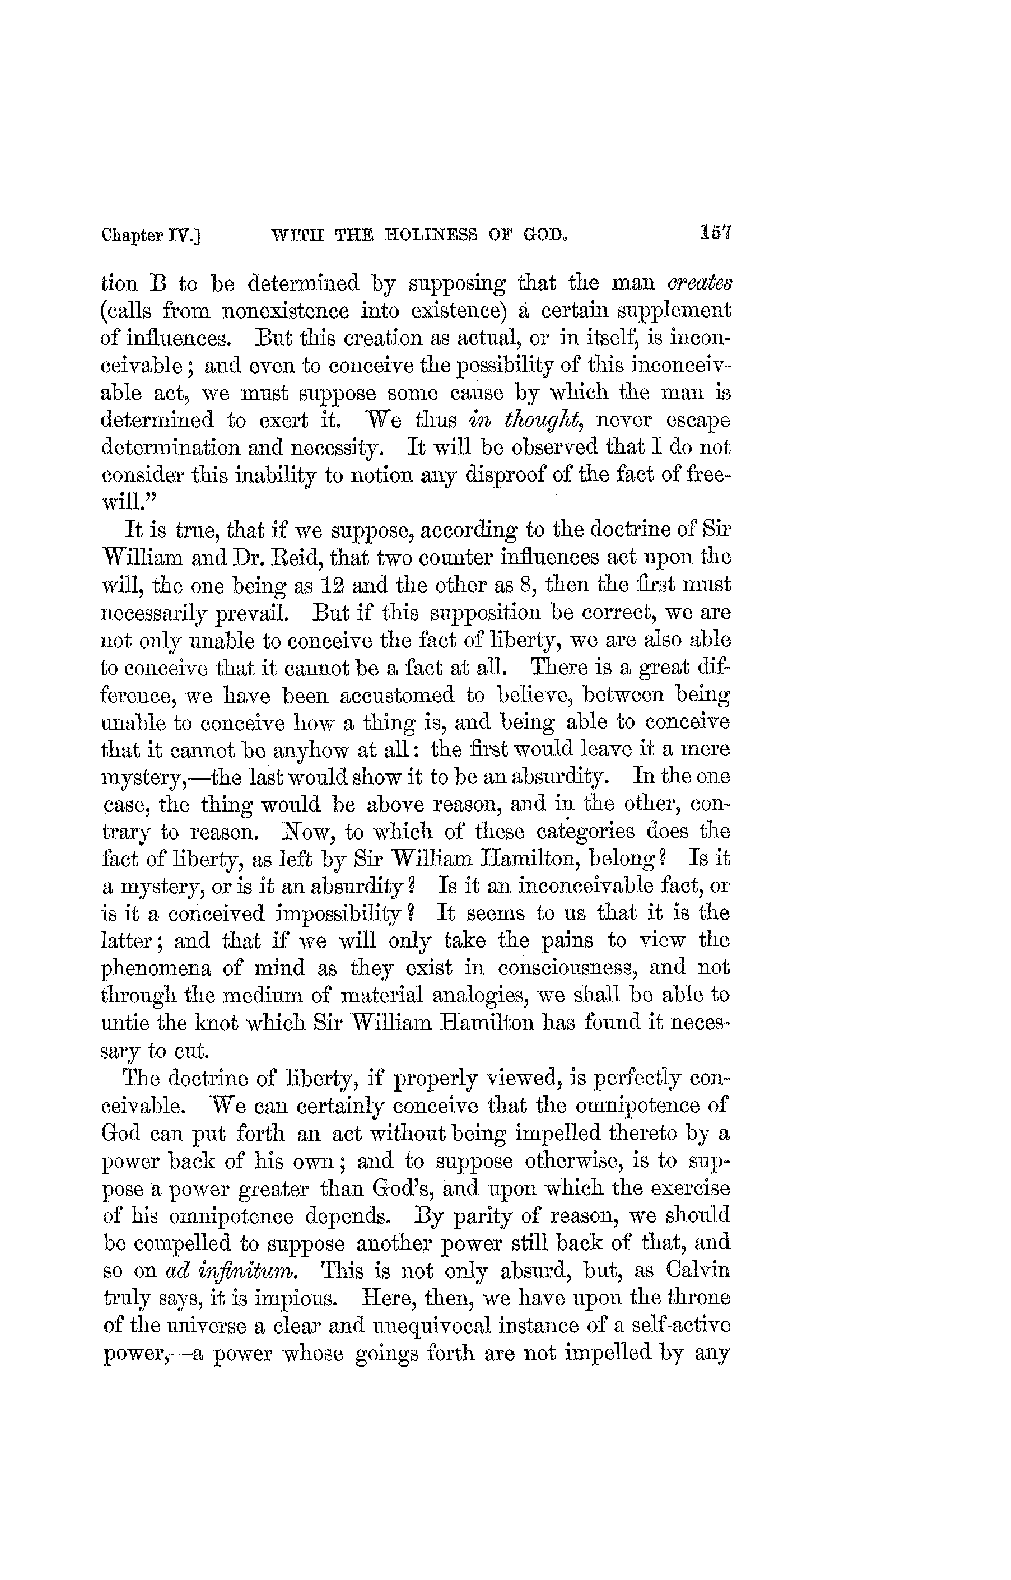 Chapter IV.] WITH THE HOLINESS OF GOD. 157
tion B to be determined by supposing that the man creates
(calls from nonexistence into existence) a certain supplement
of influences. But this creation as actual, or in itself, is incon-
ceivable; and even to conceive the possibility of this inconceiv-
able act, we must suppose some cause by which the man is
determined to exert it. We thus in thought, never escape
determination and necessity. It will be observed that I do not
consider this inability to notion any disproof of the fact of free-
will."
It is true, that if we suppose, according to the doctrine of Sir
William and Dr. Reid, that two counter influences act upon the
will, the one being as 12 and the other as 8, then the first must
necessarily prevail. But if this supposition be correct, we are
not only unable to conceive the fact of liberty, we are also able
to conceive that it cannot be a fact at all. There is a great dif-
ference, we have been accustomed to believe, between being
unable to conceive how a thing is, and being able to conceive
that it cannot be anyhow at all: the first would leave it a mere
mystery,—the last would show it to be an absurdity. In the one
case, the thing would be above reason, and in the other, con-
trary to reason. Now, to which of these categories does the
fact of liberty, as left by Sir William Hamilton, belong? Is it
a mystery, or is it an absurdity? Is it an inconceivable fact, or
is it a conceived impossibility? It seems to us that it is the
latter; and that if we will only take the pains to view the
phenomena of mind as they exist in consciousness, and not
through the medium of material analogies, we shall be able to
untie the knot which Sir William Hamilton has found it neces-
sary to cut.
The doctrine of liberty, if properly viewed, is perfectly con-
ceivable. We can certainly conceive that the omnipotence of
God can put forth an act without being impelled thereto by a
power back of his own; and to suppose otherwise, is to sup-
pose a power greater than God's, and upon which the exercise
of his omnipotence depends. By parity of reason, we should
be compelled to suppose another power still back of that, and
so on ad infinitum. This is not only absurd, but, as Calvin
truly says, it is impious. Here, then, we have upon the throne
of the universe a clear and unequivocal instance of a self-active
power,—a power whose goings forth are not impelled by any